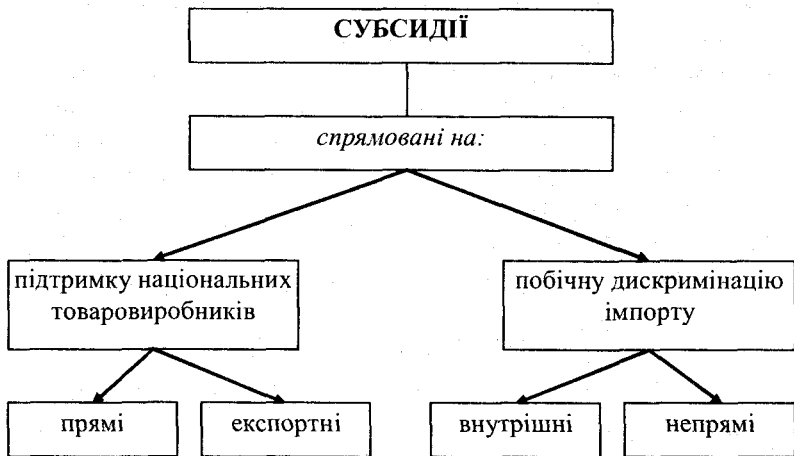 СУБСИДІЇ
спрямовані на:
підтримку національних
товаровиробників
побічну дискримінацію
імпорту
прямі
експортні
внутрішні
непрямі